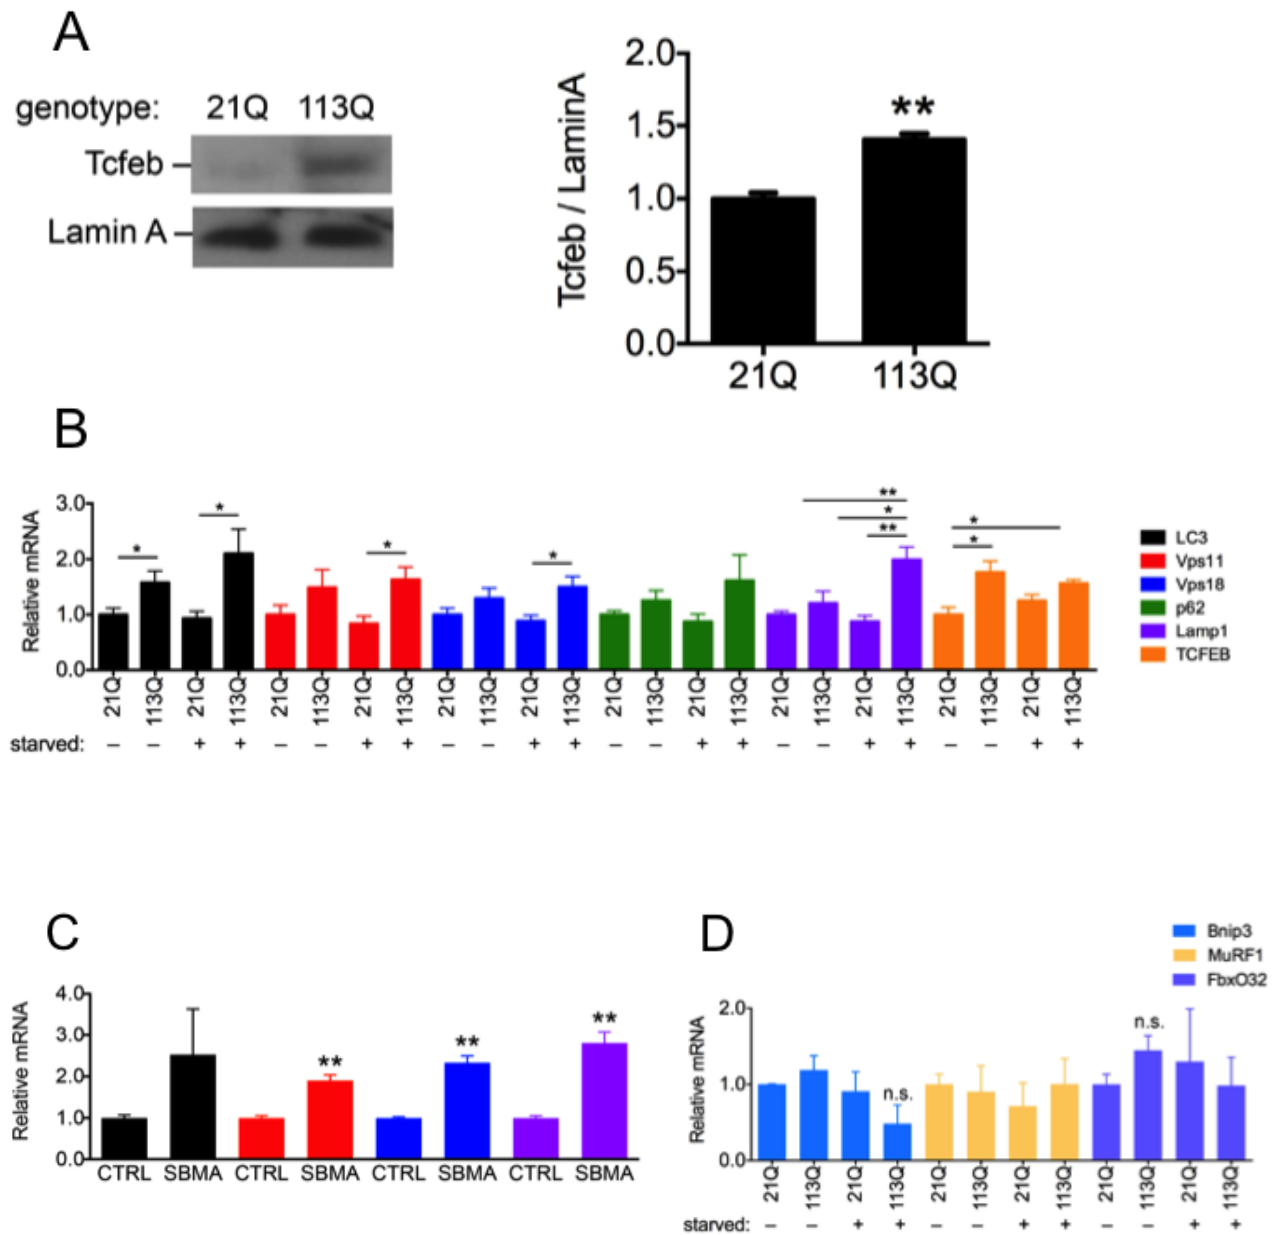 A
genotype: 21Q 113Q
Tcfeb
Lamin A
Tcfeb / LaminA
2.0
1.5
1.0
0.5
0.0
**
21Q 113Q
B
Relative mRNA
3.0
2.0
1.0
0.0
* * * * ** * ** * *
21Q 113Q 21Q 113Q 21Q 113Q 21Q 113Q 21Q 113Q 21Q 113Q 21Q 113Q 21Q 113Q 21Q 113Q 21Q 113Q 21Q 113Q 21Q 113Q
starved: – – + + – – + + – – + + – – + + – – + + – – + +
LC3
Vps11
Vps18
p62
Lamp1
TCFEB
C
Relative mRNA
4.0
3.0
2.0
1.0
0.0
** ** **
CTRL SBMA CTRL SBMA CTRL SBMA CTRL SBMA
D
Bnip3
MuRF1
FbxO32
Relative mRNA
2.0
1.0
0.0
n.s. n.s.
21Q 113Q 21Q 113Q 21Q 113Q 21Q 113Q 21Q 113Q 21Q 113Q
starved: – – + + – – + + – – + +